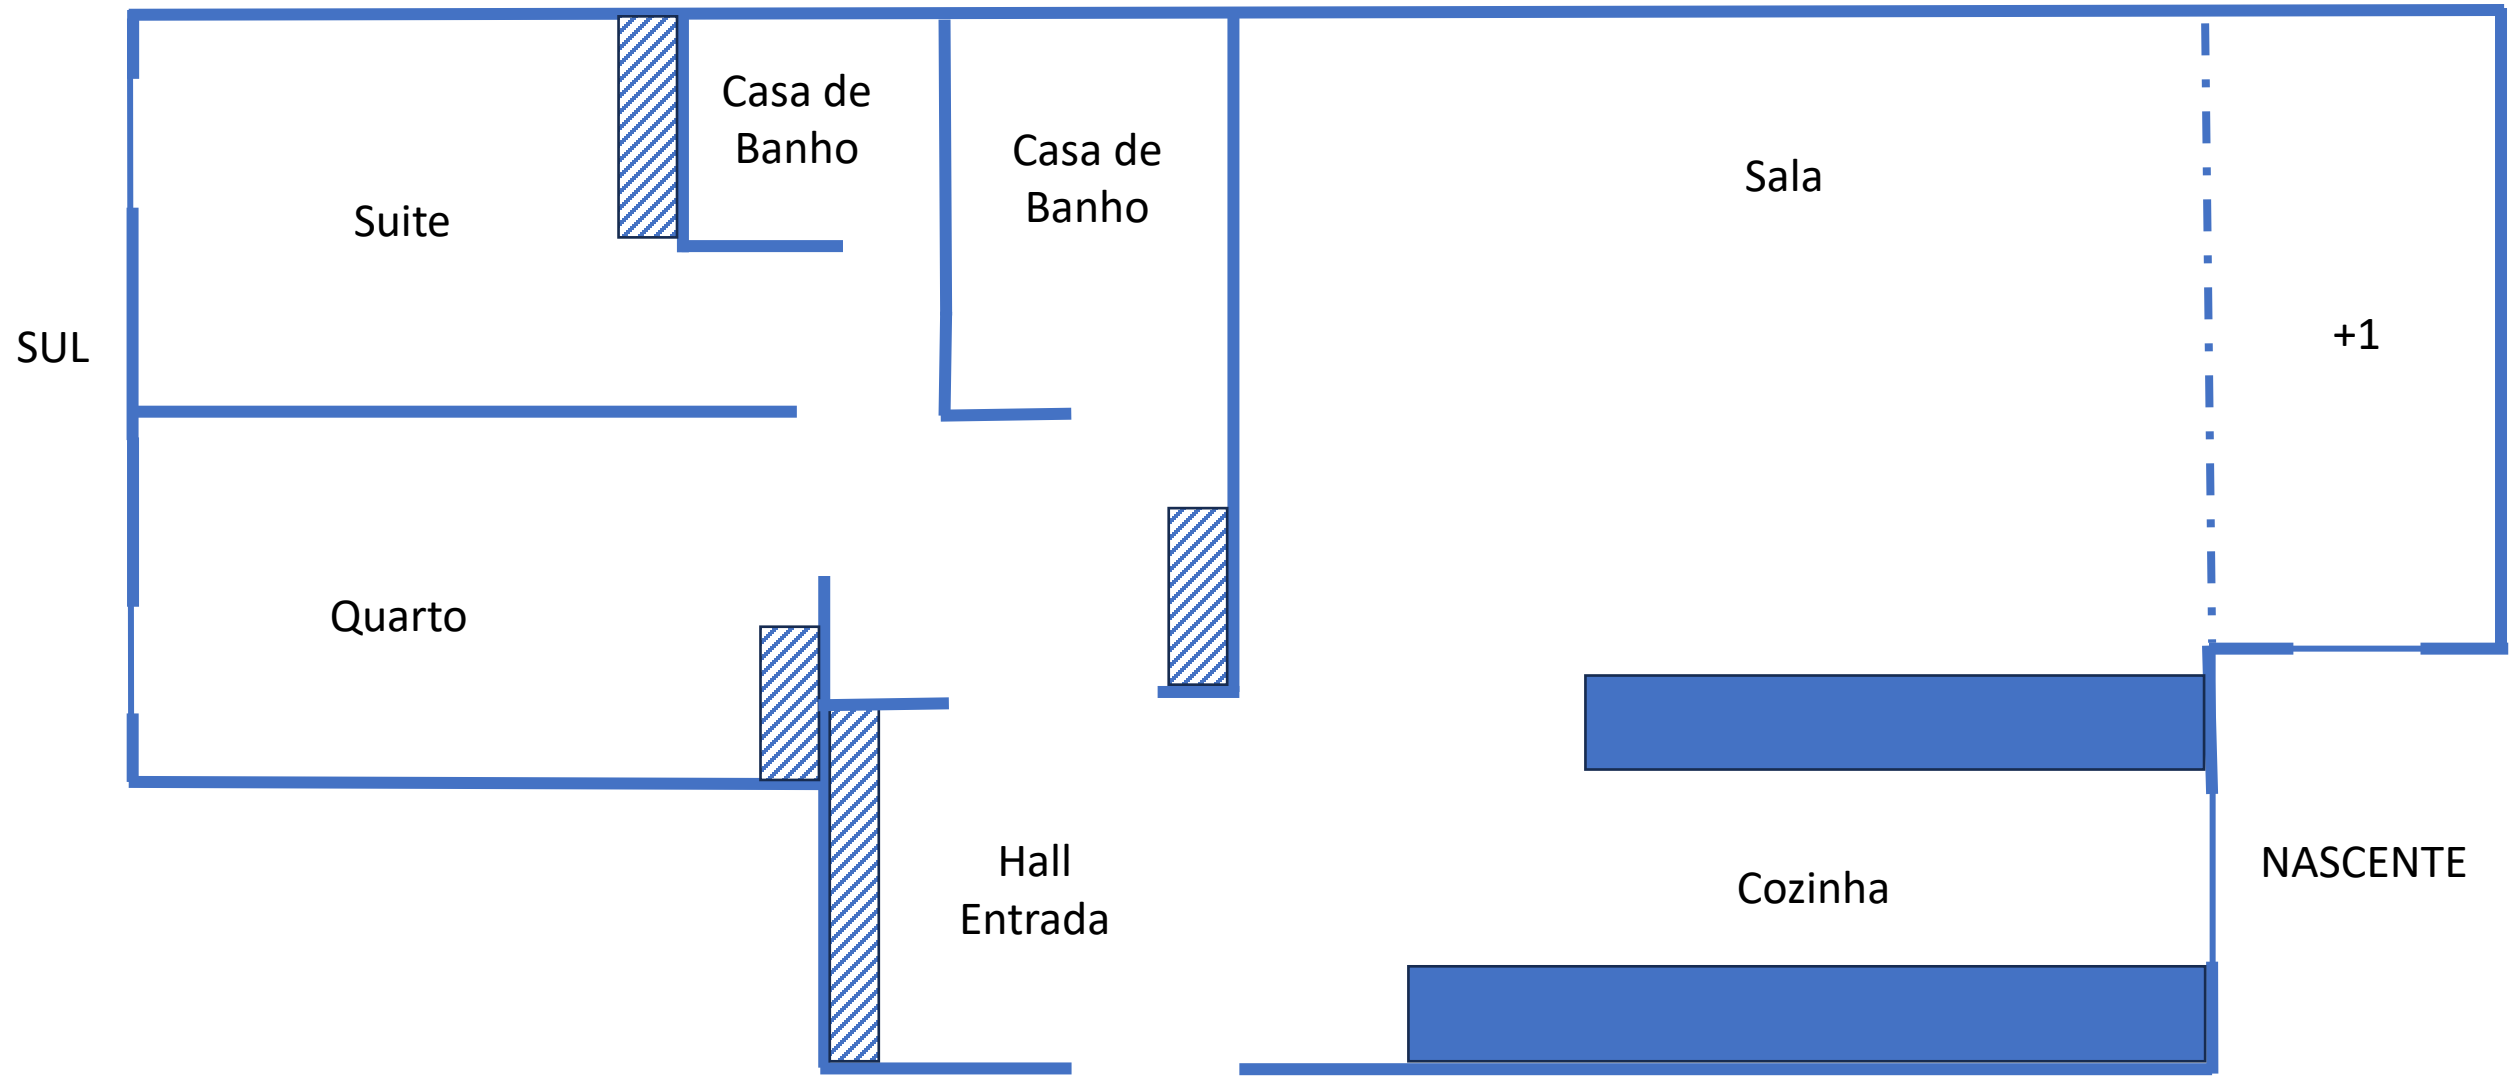 Casa de
Banho
Casa de
Banho
Sala
Suite
SUL
+1
Quarto
Hall
Entrada
Cozinha
NASCENTE